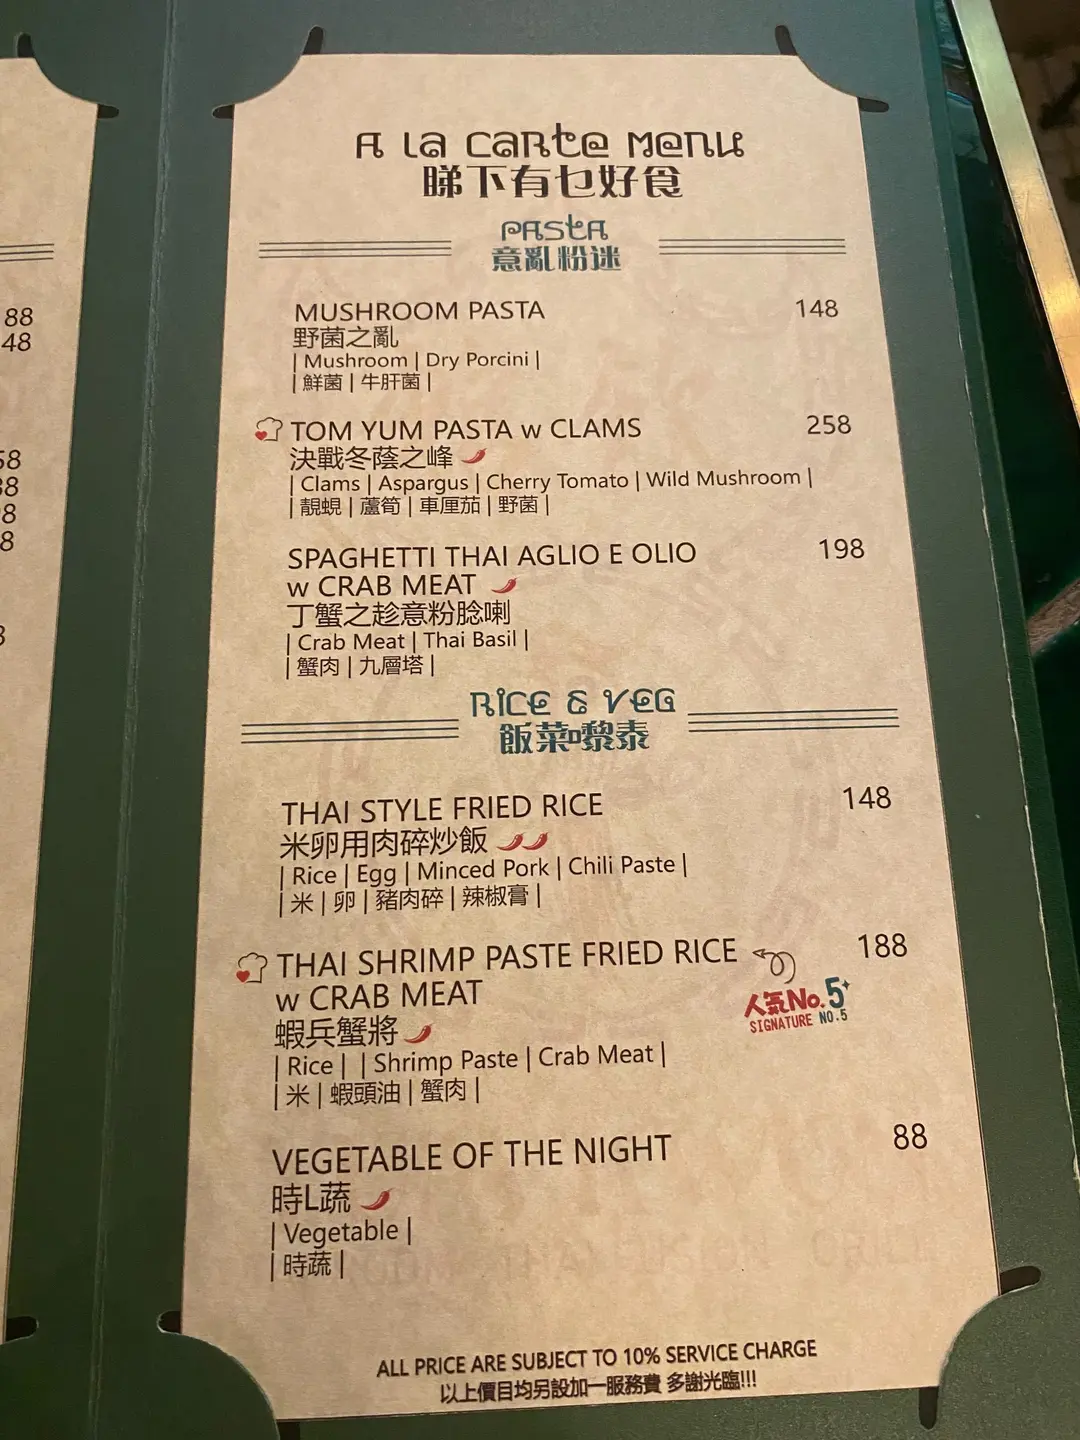 A La Carte Menu
睇下有乜好食
Pasta
意亂粉迷
MUSHROOM PASTA 148
野菌之亂
| Mushroom | Dry Porcini |
| 鮮菌 | 牛肝菌 |
TOM YUM PASTA w CLAMS 258
決戰冬蔭之峰
| Clams | Aspargus | Cherry Tomato | Wild Mushroom |
| 靚蜆 | 蘆筍 | 車厘茄 | 野菌 |
SPAGHETTI THAI AGLIO E OLIO 198
w CRAB MEAT
丁蟹之趁意粉腍喇
| Crab Meat | Thai Basil |
| 蟹肉 | 九層塔 |
Rice & Veg
飯菜嚟泰
THAI STYLE FRIED RICE 148
米卵用肉碎炒飯
| Rice | Egg | Minced Pork | Chili Paste |
| 米 | 卵 | 豬肉碎 | 辣椒膏 |
THAI SHRIMP PASTE FRIED RICE 188
w CRAB MEAT
人氣No.5
SIGNATURE NO.5
蝦兵蟹將
| Rice | | Shrimp Paste | Crab Meat |
| 米 | 蝦頭油 | 蟹肉 |
VEGETABLE OF THE NIGHT 88
時L蔬
| Vegetable |
| 時蔬 |
ALL PRICE ARE SUBJECT TO 10% SERVICE CHARGE
以上價目均另設加一服務費 多謝光臨!!!
88
48